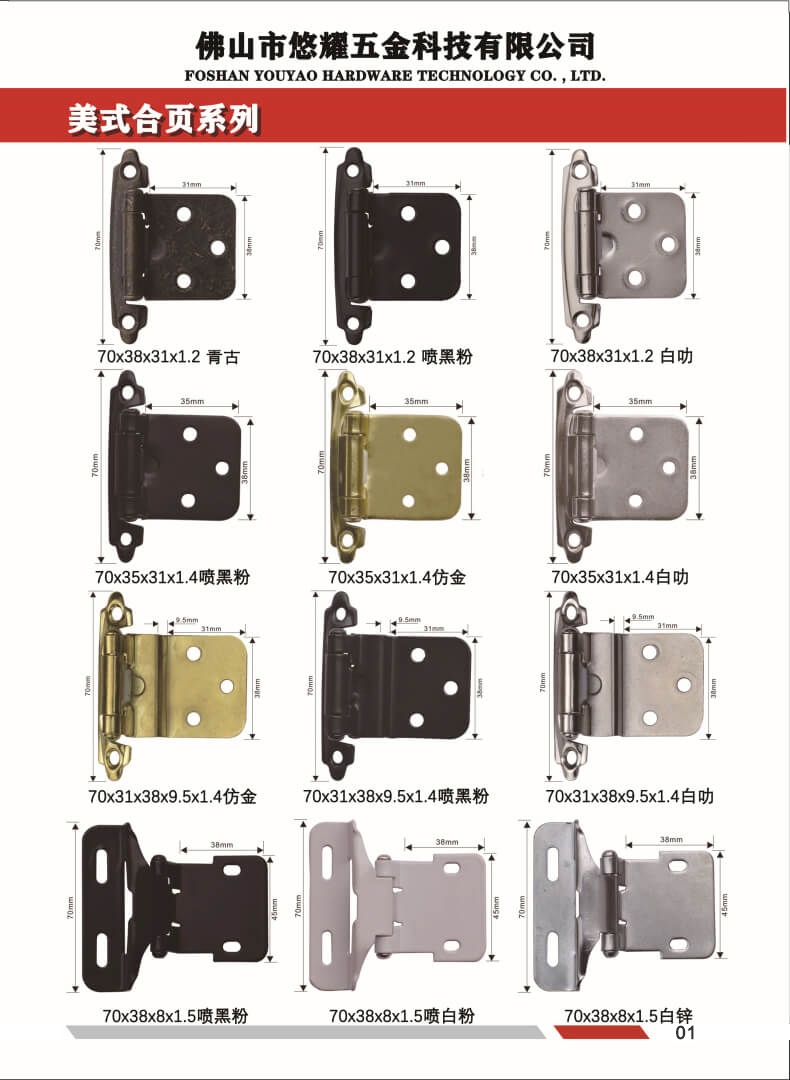 佛山市悠耀五金科技有限公司
FOSHAN YOUYAO HARDWARE TECHNOLOGY CO. , LTD.
美式合页系列
31mm
70mm
38mm
70x38x31x1.2 青古
31mm
70mm
38mm
70x38x31x1.2 喷黑粉
31mm
70mm
38mm
70x38x31x1.2 白叻
35mm
70mm
38mm
70x35x31x1.4喷黑粉
35mm
70mm
38mm
70x35x31x1.4仿金
35mm
70mm
38mm
70x35x31x1.4白叻
9.5mm
31mm
70mm
38mm
70x31x38x9.5x1.4仿金
9.5mm
31mm
70mm
38mm
70x31x38x9.5x1.4喷黑粉
9.5mm
31mm
70mm
38mm
70x31x38x9.5x1.4白叻
38mm
70mm
45mm
70x38x8x1.5喷黑粉
38mm
70mm
45mm
70x38x8x1.5喷白粉
38mm
70mm
45mm
70x38x8x1.5白锌
01